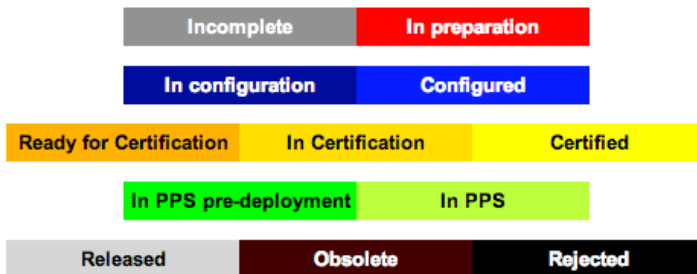 Incomplete In preparation
In configuration Configured
Ready for Certification In Certification Certified
In PPS pre-deployment In PPS
Released Obsolete Rejected